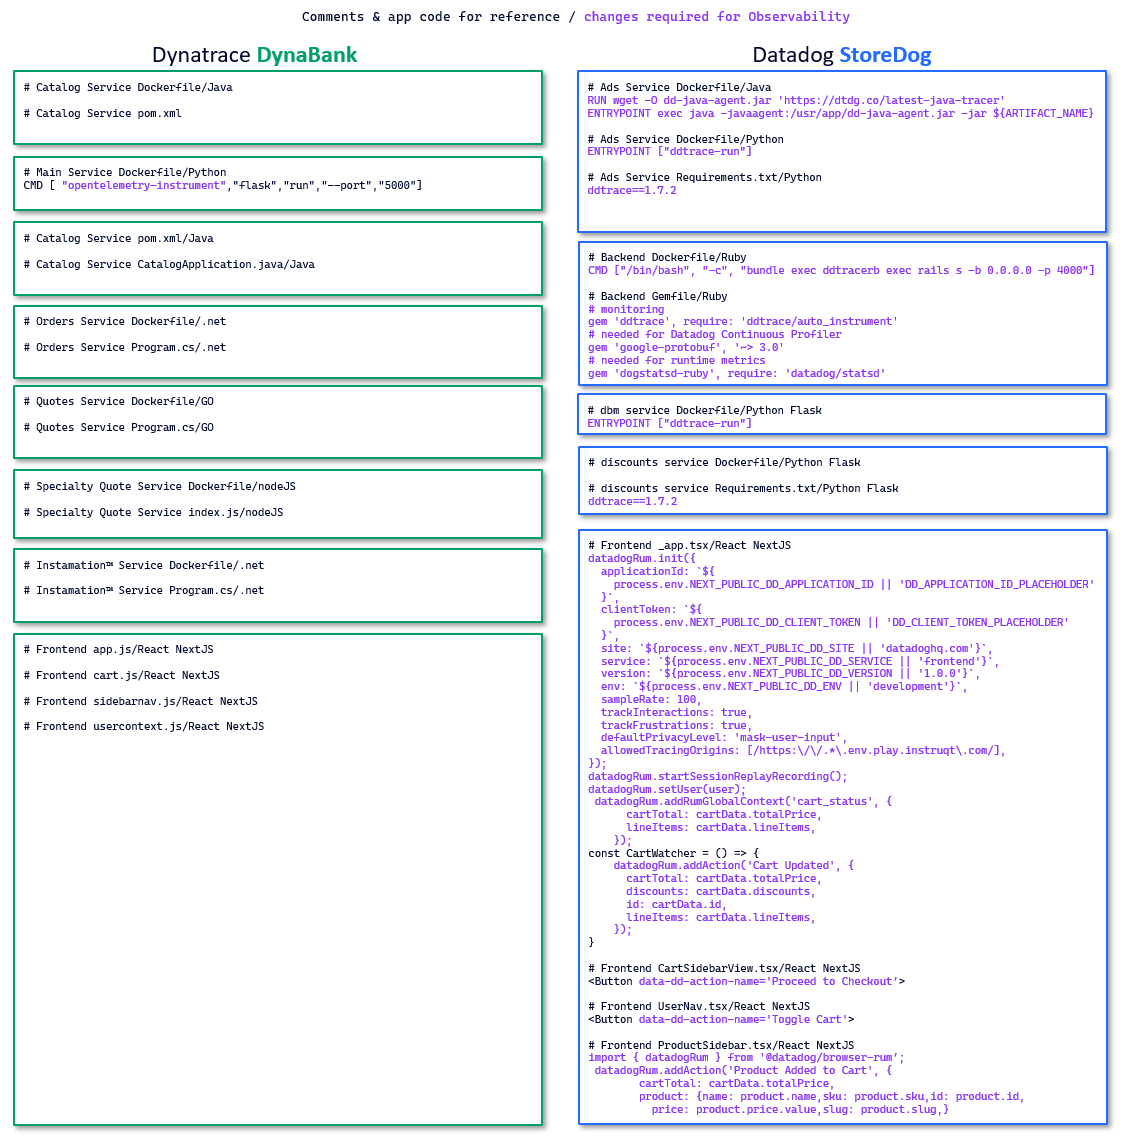 Comments & app code for reference / changes required for Observability
Dynatrace DynaBank
# Catalog Service Dockerfile/Java
# Catalog Service pom.xml
# Main Service Dockerfile/Python
CMD [ "opentelemetry-instrument","flask","run","--port","5000"]
# Catalog Service pom.xml/Java
# Catalog Service CatalogApplication.java/Java
# Orders Service Dockerfile/.net
# Orders Service Program.cs/.net
# Quotes Service Dockerfile/GO
# Quotes Service Program.cs/GO
# Specialty Quote Service Dockerfile/nodeJS
# Specialty Quote Service index.js/nodeJS
# Instamation™ Service Dockerfile/.net
# Instamation™ Service Program.cs/.net
# Frontend app.js/React NextJS
# Frontend cart.js/React NextJS
# Frontend sidebarnav.js/React NextJS
# Frontend usercontext.js/React NextJS
Datadog StoreDog
# Ads Service Dockerfile/Java
RUN wget -O dd-java-agent.jar 'https://dtdg.co/latest-java-tracer'
ENTRYPOINT exec java -javaagent:/usr/app/dd-java-agent.jar -jar ${ARTIFACT_NAME}
# Ads Service Dockerfile/Python
ENTRYPOINT ["ddtrace-run"]
# Ads Service Requirements.txt/Python
ddtrace==1.7.2
# Backend Dockerfile/Ruby
CMD ["/bin/bash", "-c", "bundle exec ddtracerb exec rails s -b 0.0.0.0 -p 4000"]
# Backend Gemfile/Ruby
# monitoring
gem 'ddtrace', require: 'ddtrace/auto_instrument'
# needed for Datadog Continuous Profiler
gem 'google-protobuf', '~> 3.0'
# needed for runtime metrics
gem 'dogstatsd-ruby', require: 'datadog/statsd'
# dbm service Dockerfile/Python Flask
ENTRYPOINT ["ddtrace-run"]
# discounts service Dockerfile/Python Flask
# discounts service Requirements.txt/Python Flask
ddtrace==1.7.2
# Frontend _app.tsx/React NextJS
datadogRum.init({
applicationId: `${
process.env.NEXT_PUBLIC_DD_APPLICATION_ID || 'DD_APPLICATION_ID_PLACEHOLDER'
}`,
clientToken: `${
process.env.NEXT_PUBLIC_DD_CLIENT_TOKEN || 'DD_CLIENT_TOKEN_PLACEHOLDER'
}`,
site: `${process.env.NEXT_PUBLIC_DD_SITE || 'datadoghq.com'}`,
service: `${process.env.NEXT_PUBLIC_DD_SERVICE || 'frontend'}`,
version: `${process.env.NEXT_PUBLIC_DD_VERSION || '1.0.0'}`,
env: `${process.env.NEXT_PUBLIC_DD_ENV || 'development'}`,
sampleRate: 100,
trackInteractions: true,
trackFrustrations: true,
defaultPrivacyLevel: 'mask-user-input',
allowedTracingOrigins: [/https:\/\/.*\.env.play.instruqt\.com/],
});
datadogRum.startSessionReplayRecording();
datadogRum.setUser(user);
datadogRum.addRumGlobalContext('cart_status', {
cartTotal: cartData.totalPrice,
lineItems: cartData.lineItems,
});
const CartWatcher = () => {
datadogRum.addAction('Cart Updated', {
cartTotal: cartData.totalPrice,
discounts: cartData.discounts,
id: cartData.id,
lineItems: cartData.lineItems,
});
}
# Frontend CartSidebarView.tsx/React NextJS
<Button data-dd-action-name='Proceed to Checkout'>
# Frontend UserNav.tsx/React NextJS
<Button data-dd-action-name='Toggle Cart'>
# Frontend ProductSidebar.tsx/React NextJS
import { datadogRum } from '@datadog/browser-rum’;
datadogRum.addAction('Product Added to Cart', {
cartTotal: cartData.totalPrice,
product: {name: product.name,sku: product.sku,id: product.id,
price: product.price.value,slug: product.slug,}